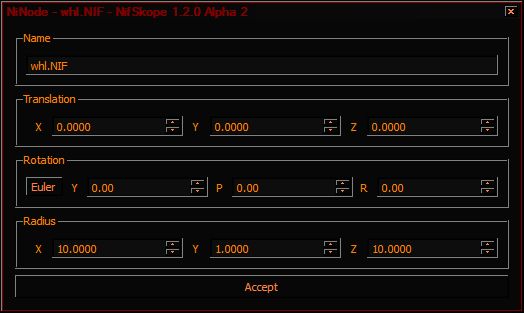 NiNode - whl.NIF - NifSkope 1.2.0 Alpha 2
Name
whl.NIF
Translation
X 0.0000 Y 0.0000 Z 0.0000
Rotation
Euler Y 0.00 P 0.00 R 0.00
Radius
X 10.0000 Y 1.0000 Z 10.0000
Accept